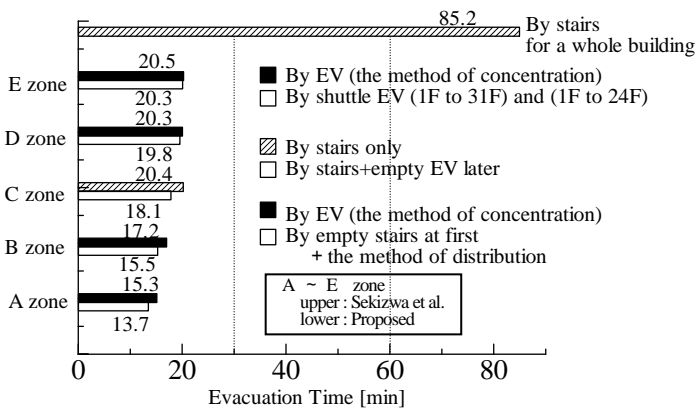 85.2
By stairs
for a whole building
20.5
E zone
20.3
By EV (the method of concentration)
By shuttle EV (1F to 31F) and (1F to 24F)
20.3
D zone
19.8
By stairs only
By stairs+empty EV later
20.4
C zone
18.1
By EV (the method of concentration)
By empty stairs at first
+ the method of distribution
17.2
B zone
15.5
15.3
A zone
13.7
A ~ E zone
upper : Sekizwa et al.
lower : Proposed
0 20 40 60 80
Evacuation Time [min]